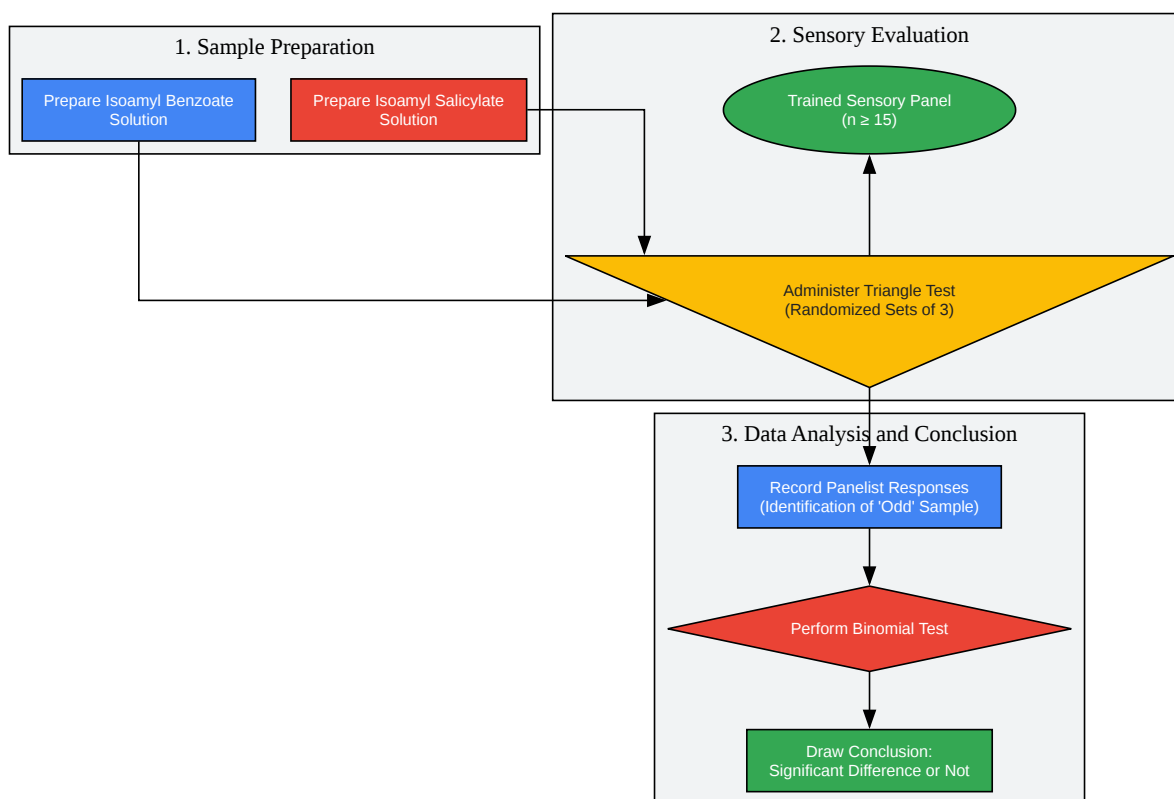 1. Sample Preparation
Prepare Isoamyl Benzoate
Solution
Prepare Isoamyl Salicylate
Solution
2. Sensory Evaluation
Trained Sensory Panel
(n ≥ 15)
Administer Triangle Test
(Randomized Sets of 3)
3. Data Analysis and Conclusion
Record Panelist Responses
(Identification of 'Odd' Sample)
Perform Binomial Test
Draw Conclusion:
Significant Difference or Not